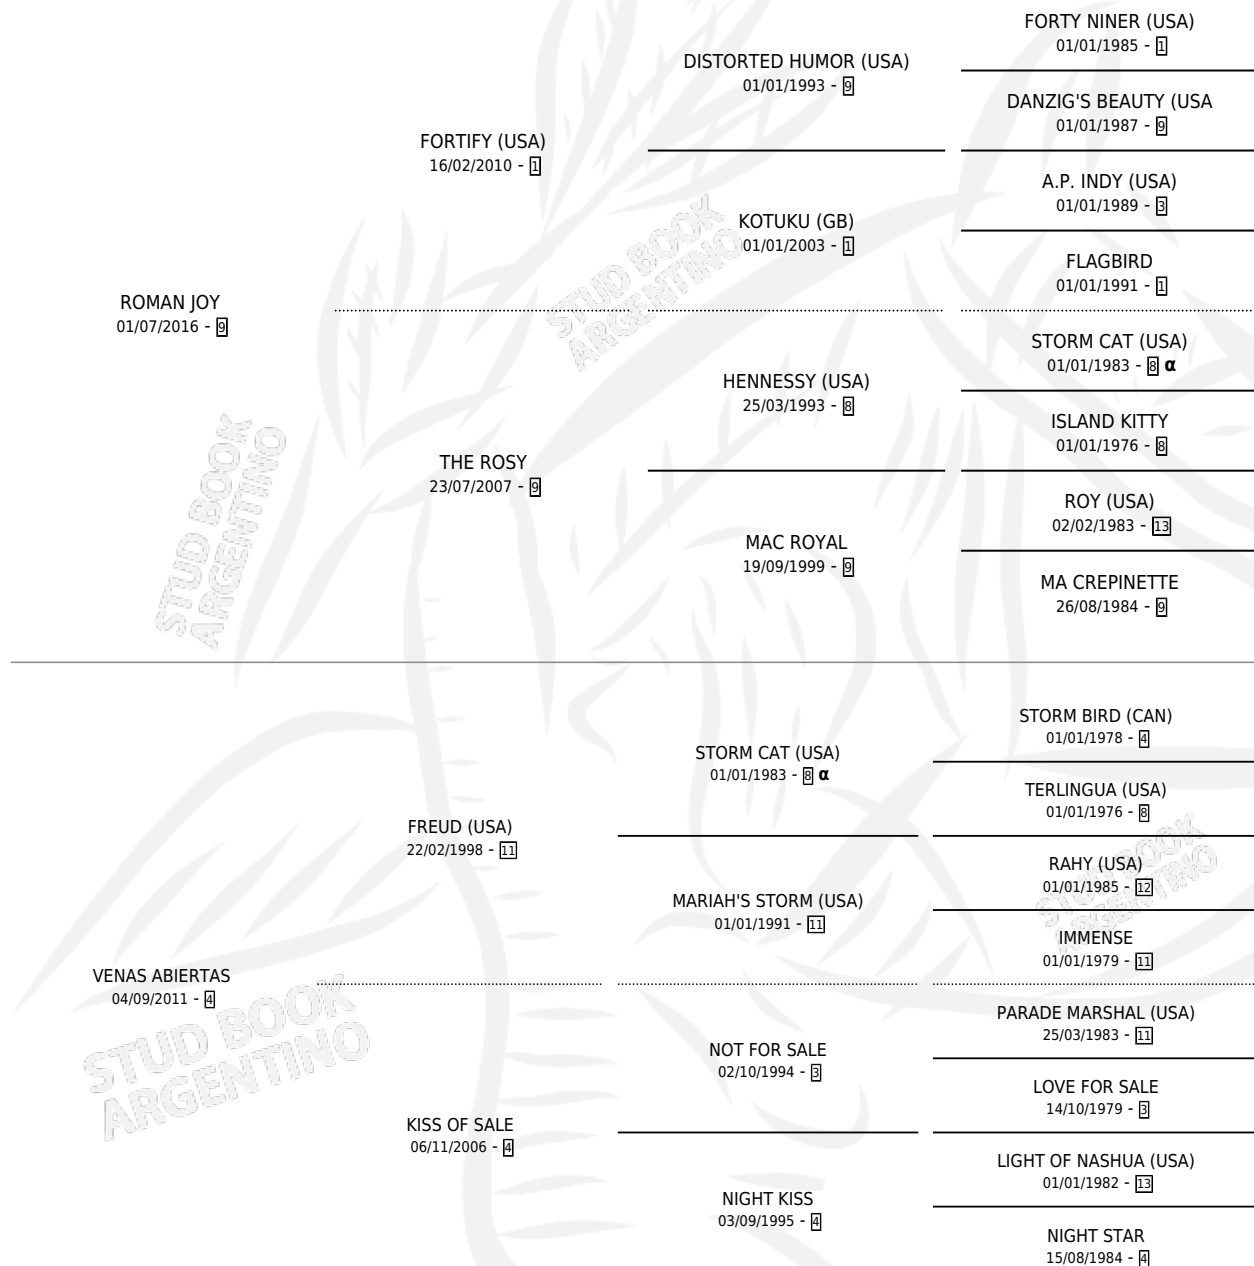 FORTY NINER (USA)
01/01/1985 - 1
DISTORTED HUMOR (USA)
01/01/1993 - 9
DANZIG'S BEAUTY (USA
01/01/1987 - 9
FORTIFY (USA)
16/02/2010 - 1
A.P. INDY (USA)
01/01/1989 - 3
KOTUKU (GB)
01/01/2003 - 1
FLAGBIRD
01/01/1991 - 1
ROMAN JOY
01/07/2016 - 9
STORM CAT (USA)
01/01/1983 - 8 α
HENNESSY (USA)
25/03/1993 - 8
ISLAND KITTY
01/01/1976 - 8
THE ROSY
23/07/2007 - 9
ROY (USA)
02/02/1983 - 13
MAC ROYAL
19/09/1999 - 9
MA CREPINETTE
26/08/1984 - 9
STUD BOOK
ARGENTINO
STUD BOOK
ARGENTINO
STORM BIRD (CAN)
01/01/1978 - 4
STORM CAT (USA)
01/01/1983 - 8 α
TERLINGUA (USA)
01/01/1976 - 8
FREUD (USA)
22/02/1998 - 11
RAHY (USA)
01/01/1985 - 12
MARIAH'S STORM (USA)
01/01/1991 - 11
IMMENSE
01/01/1979 - 11
VENAS ABIERTAS
04/09/2011 - 4
PARADE MARSHAL (USA)
25/03/1983 - 11
NOT FOR SALE
02/10/1994 - 3
LOVE FOR SALE
14/10/1979 - 3
KISS OF SALE
06/11/2006 - 4
LIGHT OF NASHUA (USA)
01/01/1982 - 13
NIGHT KISS
03/09/1995 - 4
NIGHT STAR
15/08/1984 - 4
STUD BOOK
ARGENTINO
STUD BOOK
ARGENTINO